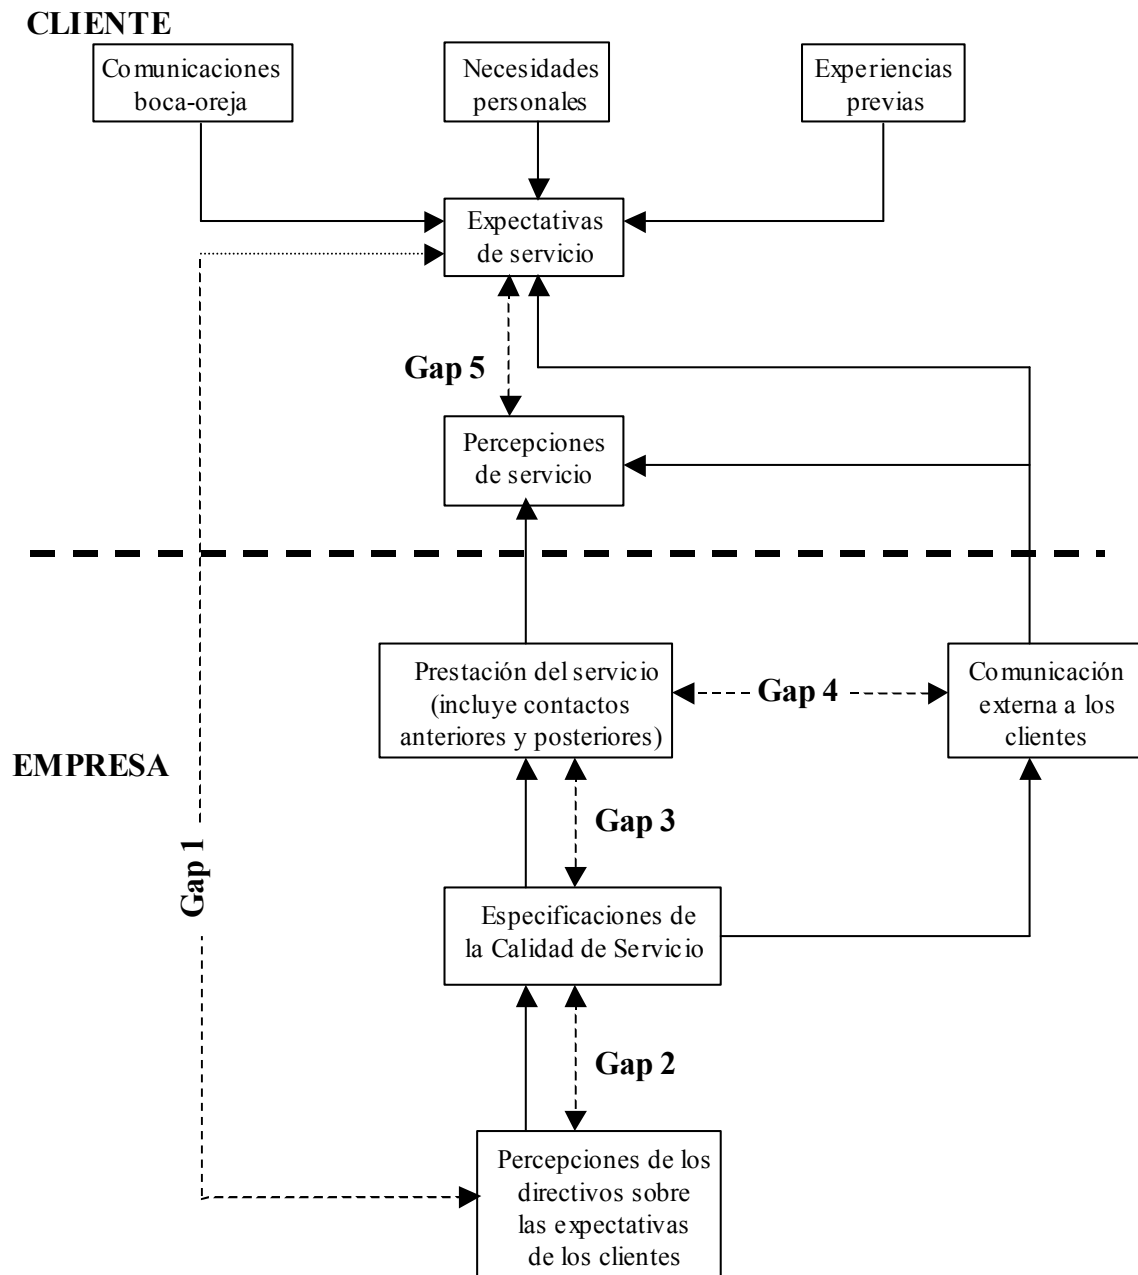 CLIENTE
Comunicaciones
boca-oreja
Necesidades
personales
Experiencias
previas
Expectativas
de servicio
Gap 5
Percepciones
de servicio
Prestación del servicio
(incluye contactos
anteriores y posteriores)
Gap 4
Comunicación
externa a los
clientes
EMPRESA
Gap 3
Gap 1
Especificaciones de
la Calidad de Servicio
Gap 2
Percepciones de los
directivos sobre
las expectativas
de los clientes